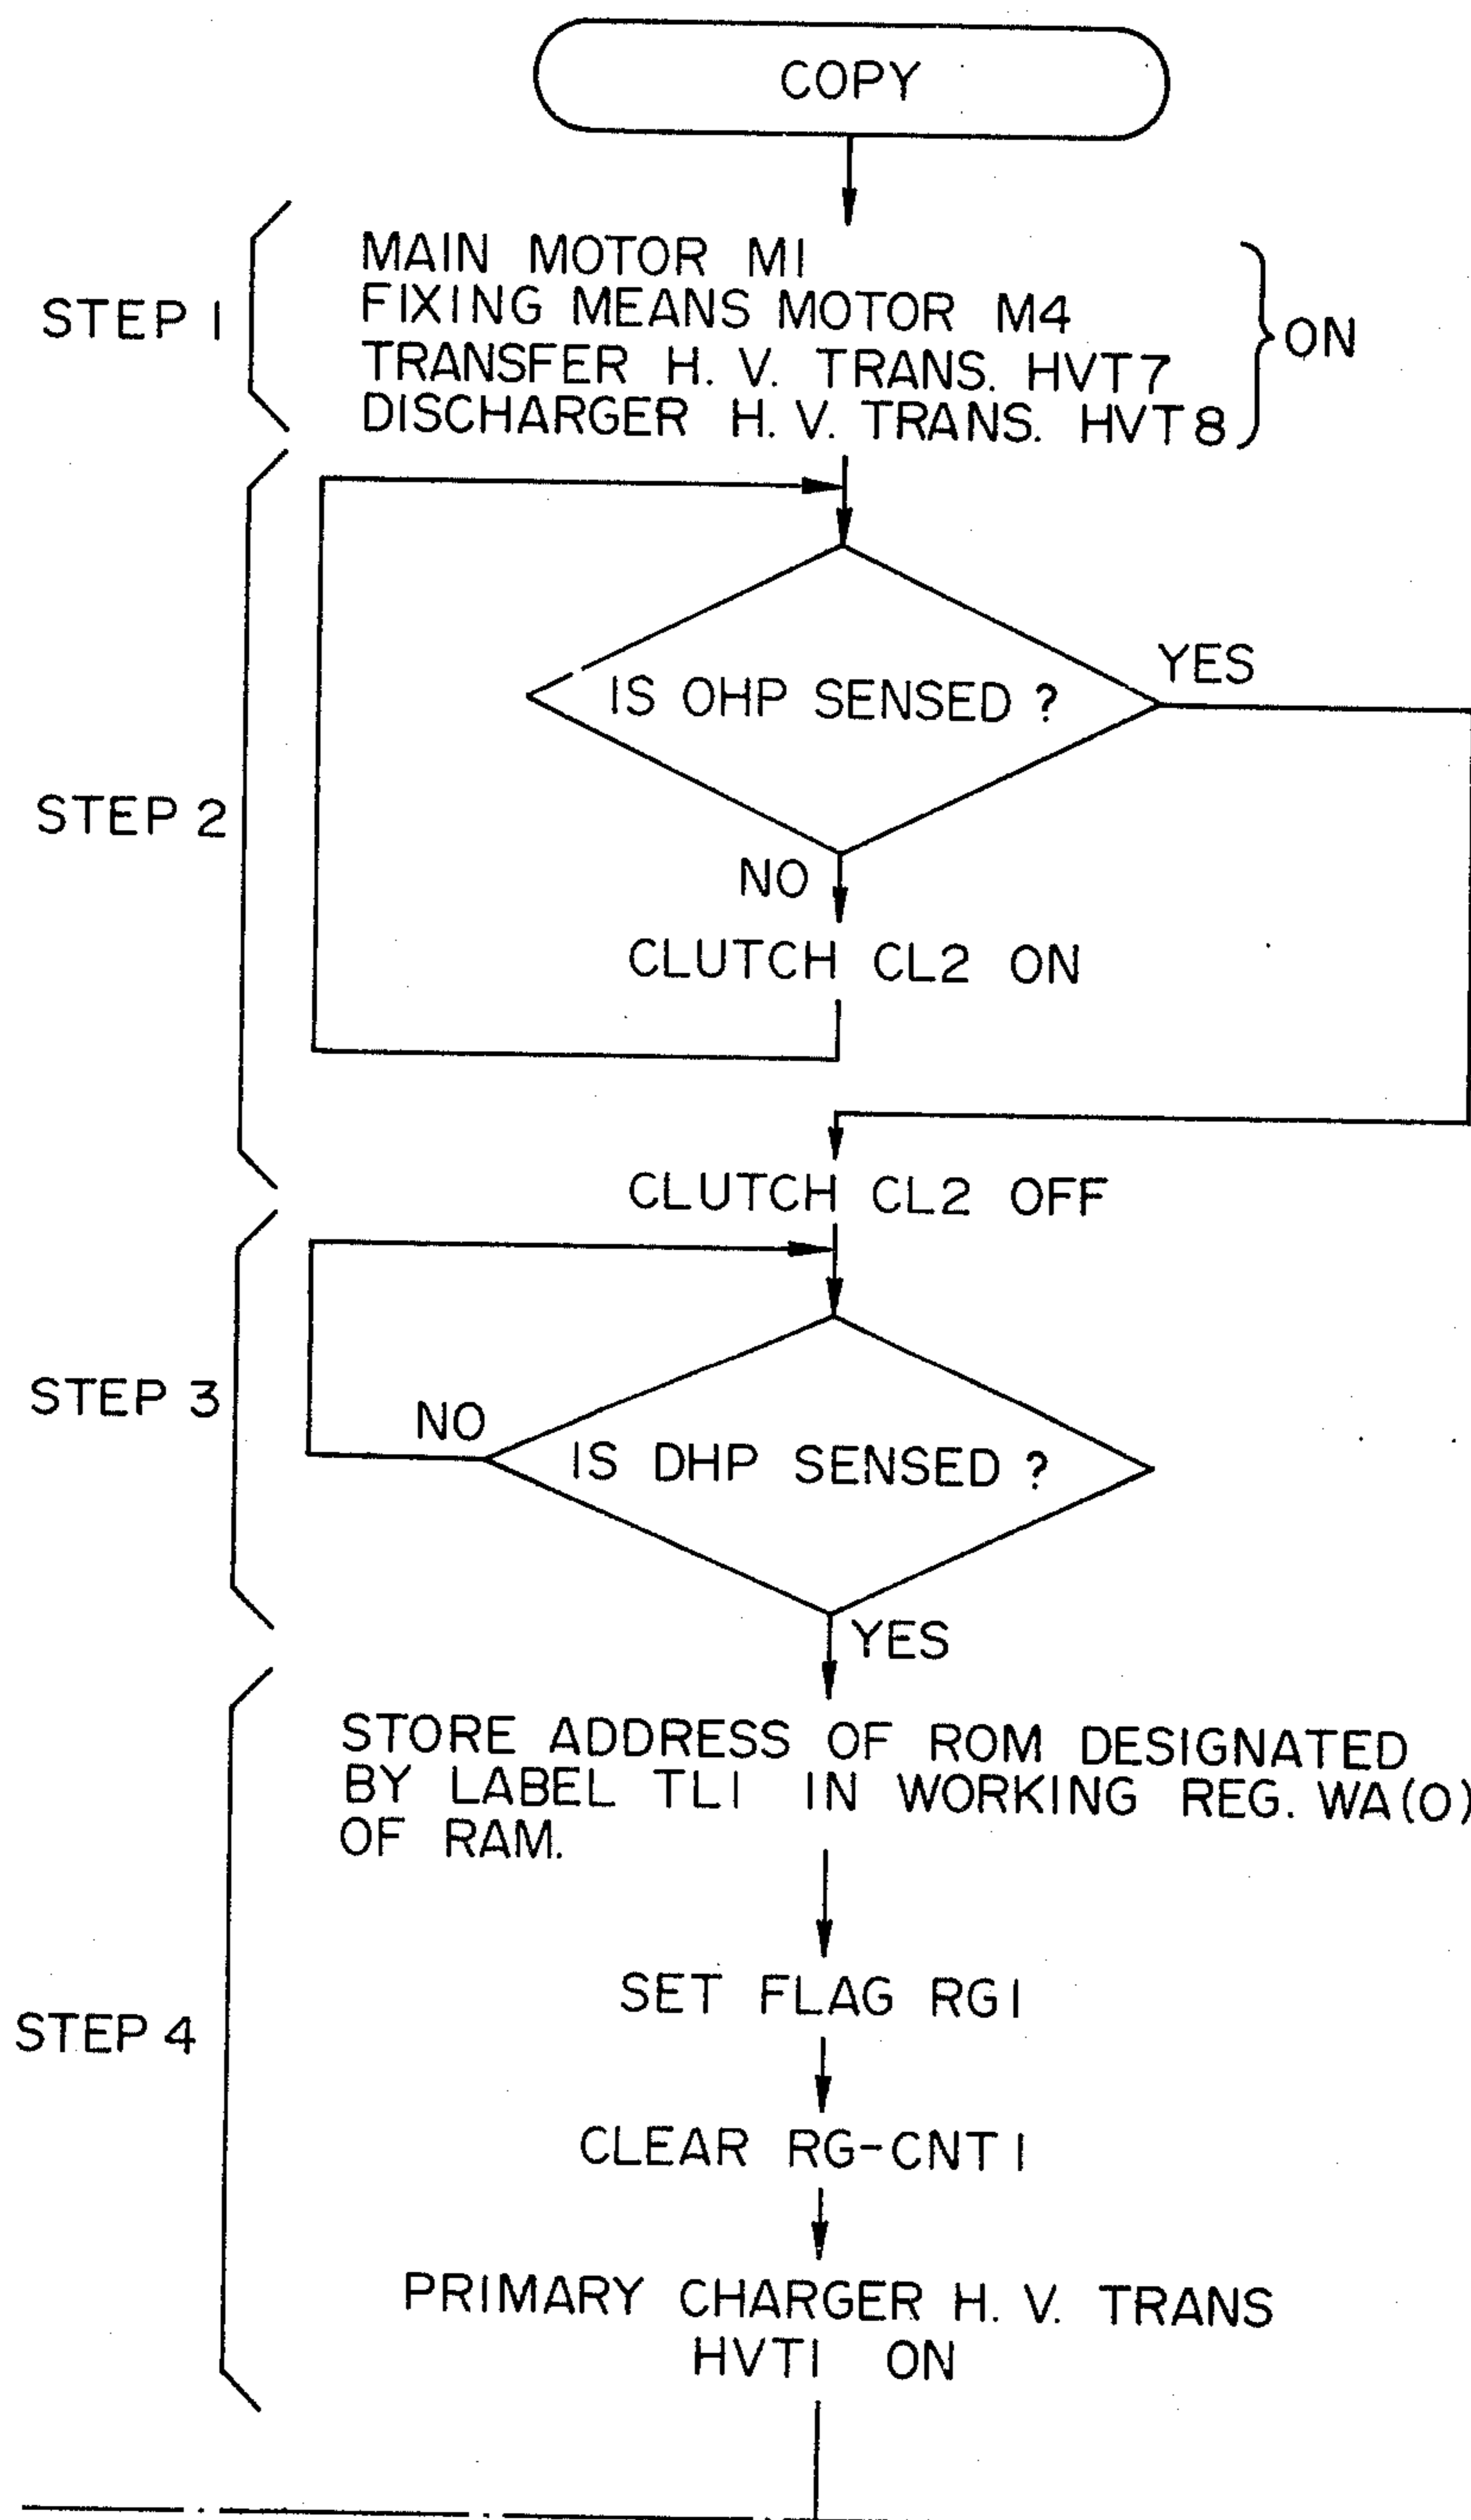 COPY
STEP 1
MAIN MOTOR M1
FIXING MEANS MOTOR M4
TRANSFER H. V. TRANS. HVT7
DISCHARGER H. V. TRANS. HVT8
ON
STEP 2
IS OHP SENSED ?
YES
NO
CLUTCH CL2 ON
CLUTCH CL2 OFF
STEP 3
NO
IS DHP SENSED ?
YES
STEP 4
STORE ADDRESS OF ROM DESIGNATED
BY LABEL TL1 IN WORKING REG. WA(0)
OF RAM.
SET FLAG RG1
CLEAR RG-CNT1
PRIMARY CHARGER H. V. TRANS
HVT1 ON